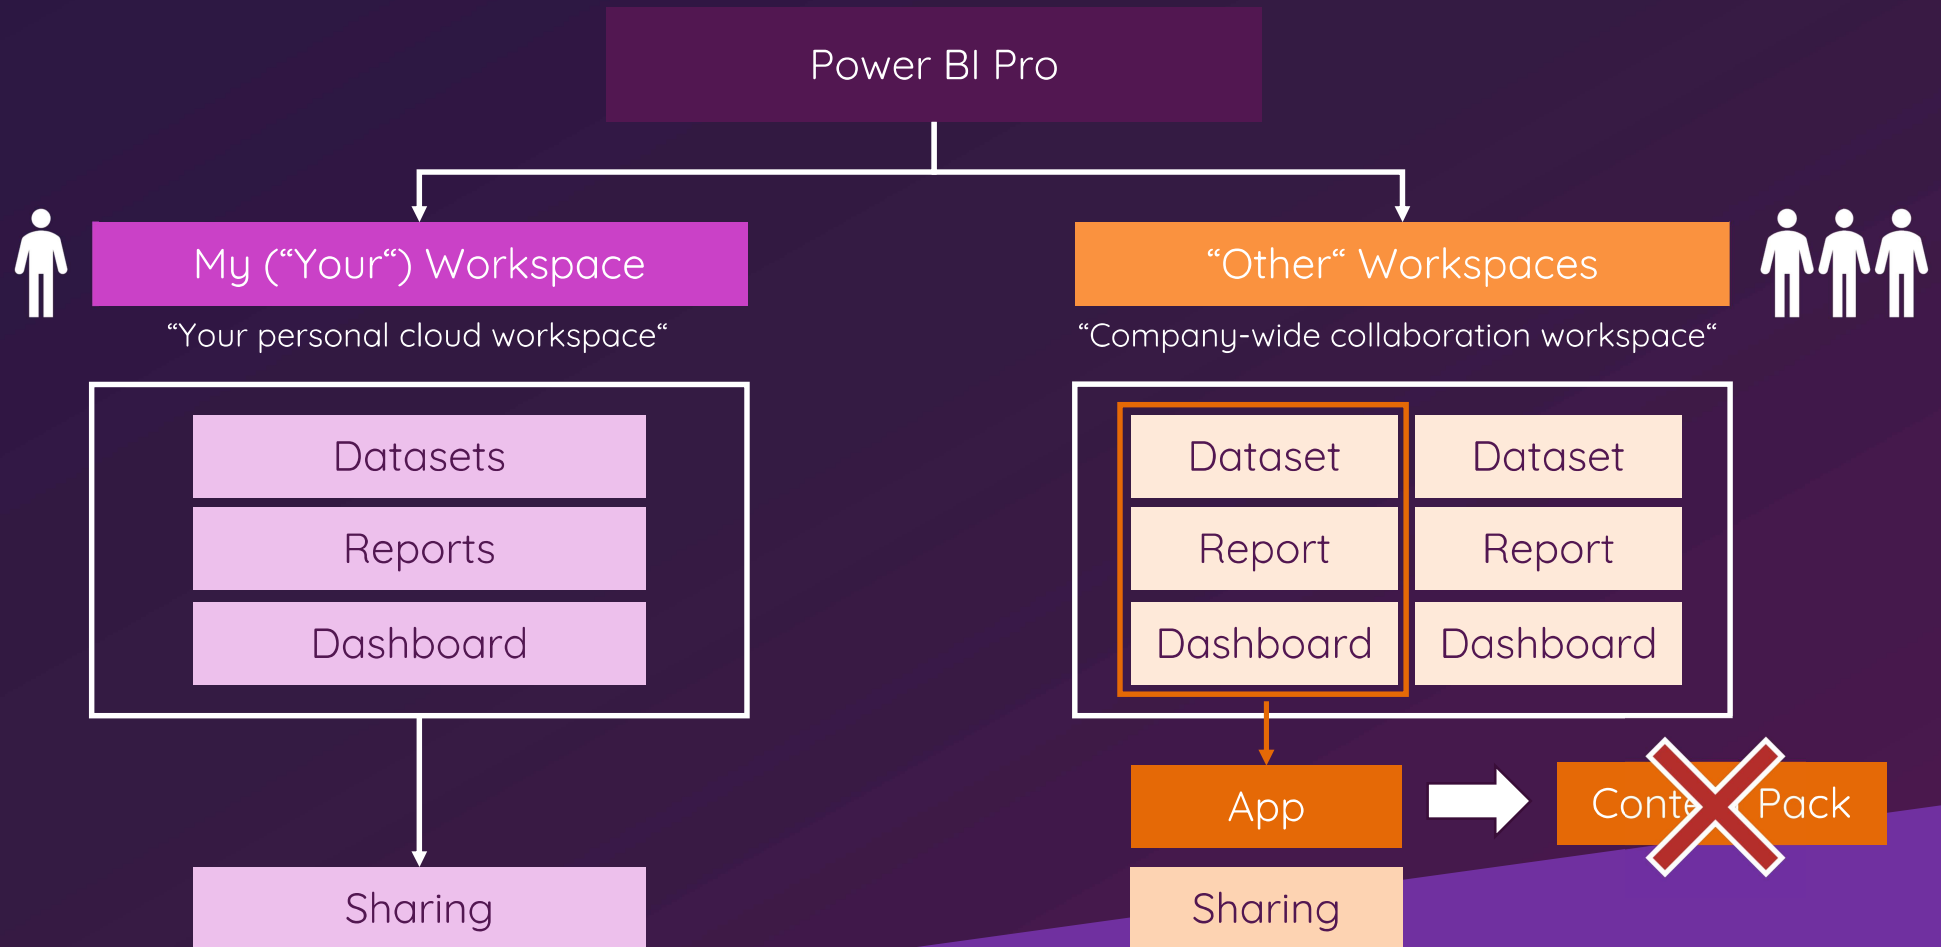 Power BI Pro
My (“Your“) Workspace
“Your personal cloud workspace“
Datasets
Reports
Dashboard
Sharing
“Other“ Workspaces
“Company-wide collaboration workspace“
Dataset
Dataset
Report
Report
Dashboard
Dashboard
App
Pack
Sharing